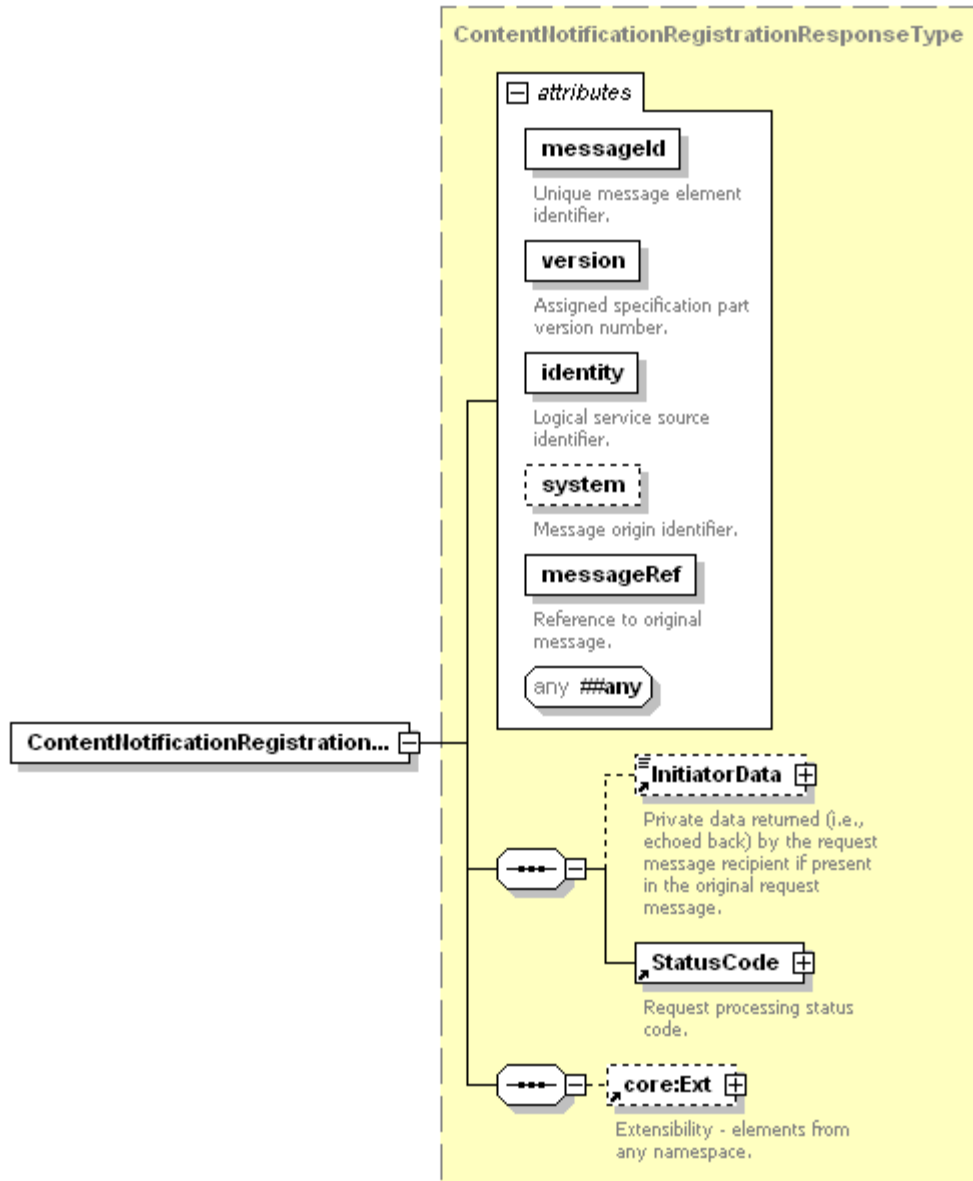 ContentNotificationRegistrationResponseType
attributes
messageId
Unique message element
identifier.
version
Assigned specification part
version number.
identity
Logical service source
identifier.
system
Message origin identifier.
messageRef
Reference to original
message.
any ##any
ContentNotificationRegistration...
InitiatorData
Private data returned (i.e.,
echoed back) by the request
message recipient if present
in the original request
message.
StatusCode
Request processing status
code.
core:Ext
Extensibility - elements from
any namespace.